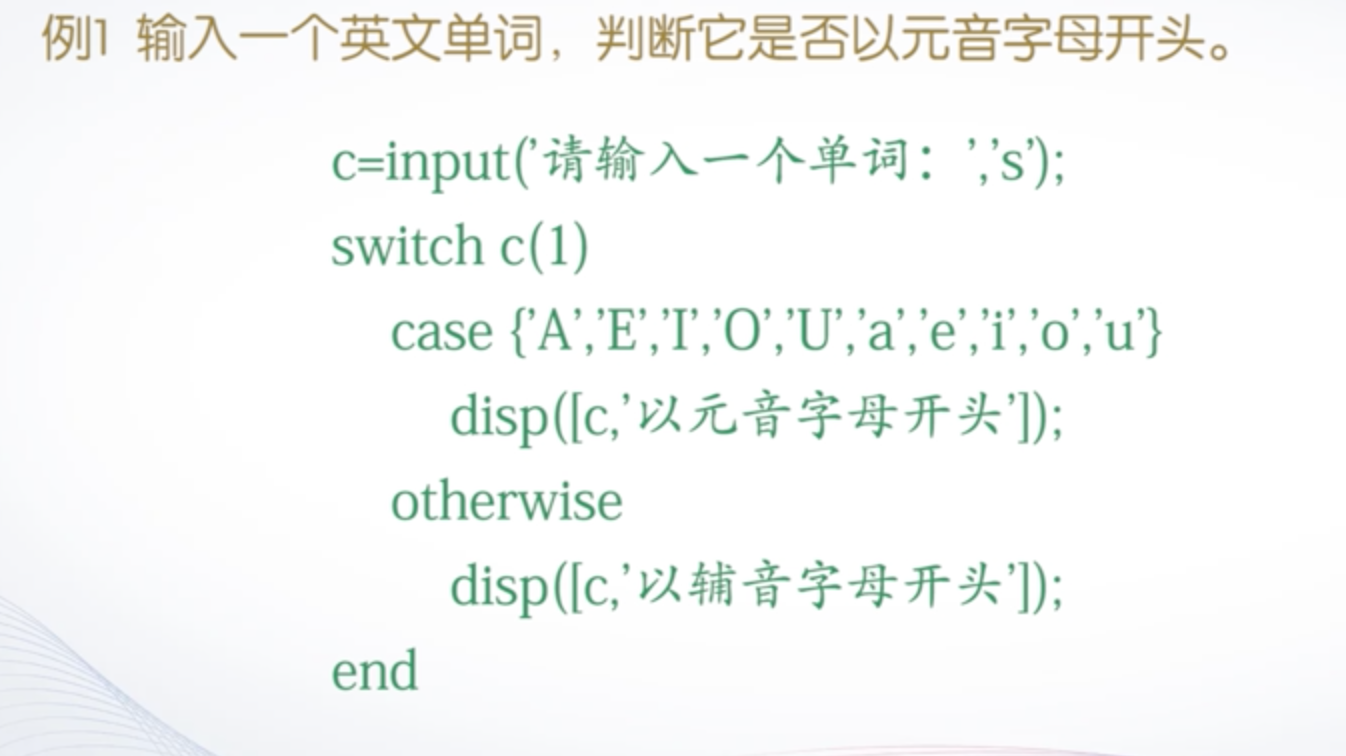 例1 输入一个英文单词，判断它是否以元音字母开头。
c=input(’请输入一个单词：’,’s’);
switch c(1)
case {’A’,’E’,’I’,’O’,’U’,’a’,’e’,’i’,’o’,’u’}
disp([c,’以元音字母开头’]);
otherwise
disp([c,’以辅音字母开头’]);
end